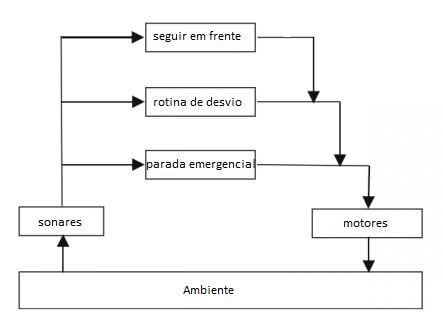 seguir em frente
rotina de desvio
parada emergencial
sonares
motores
Ambiente